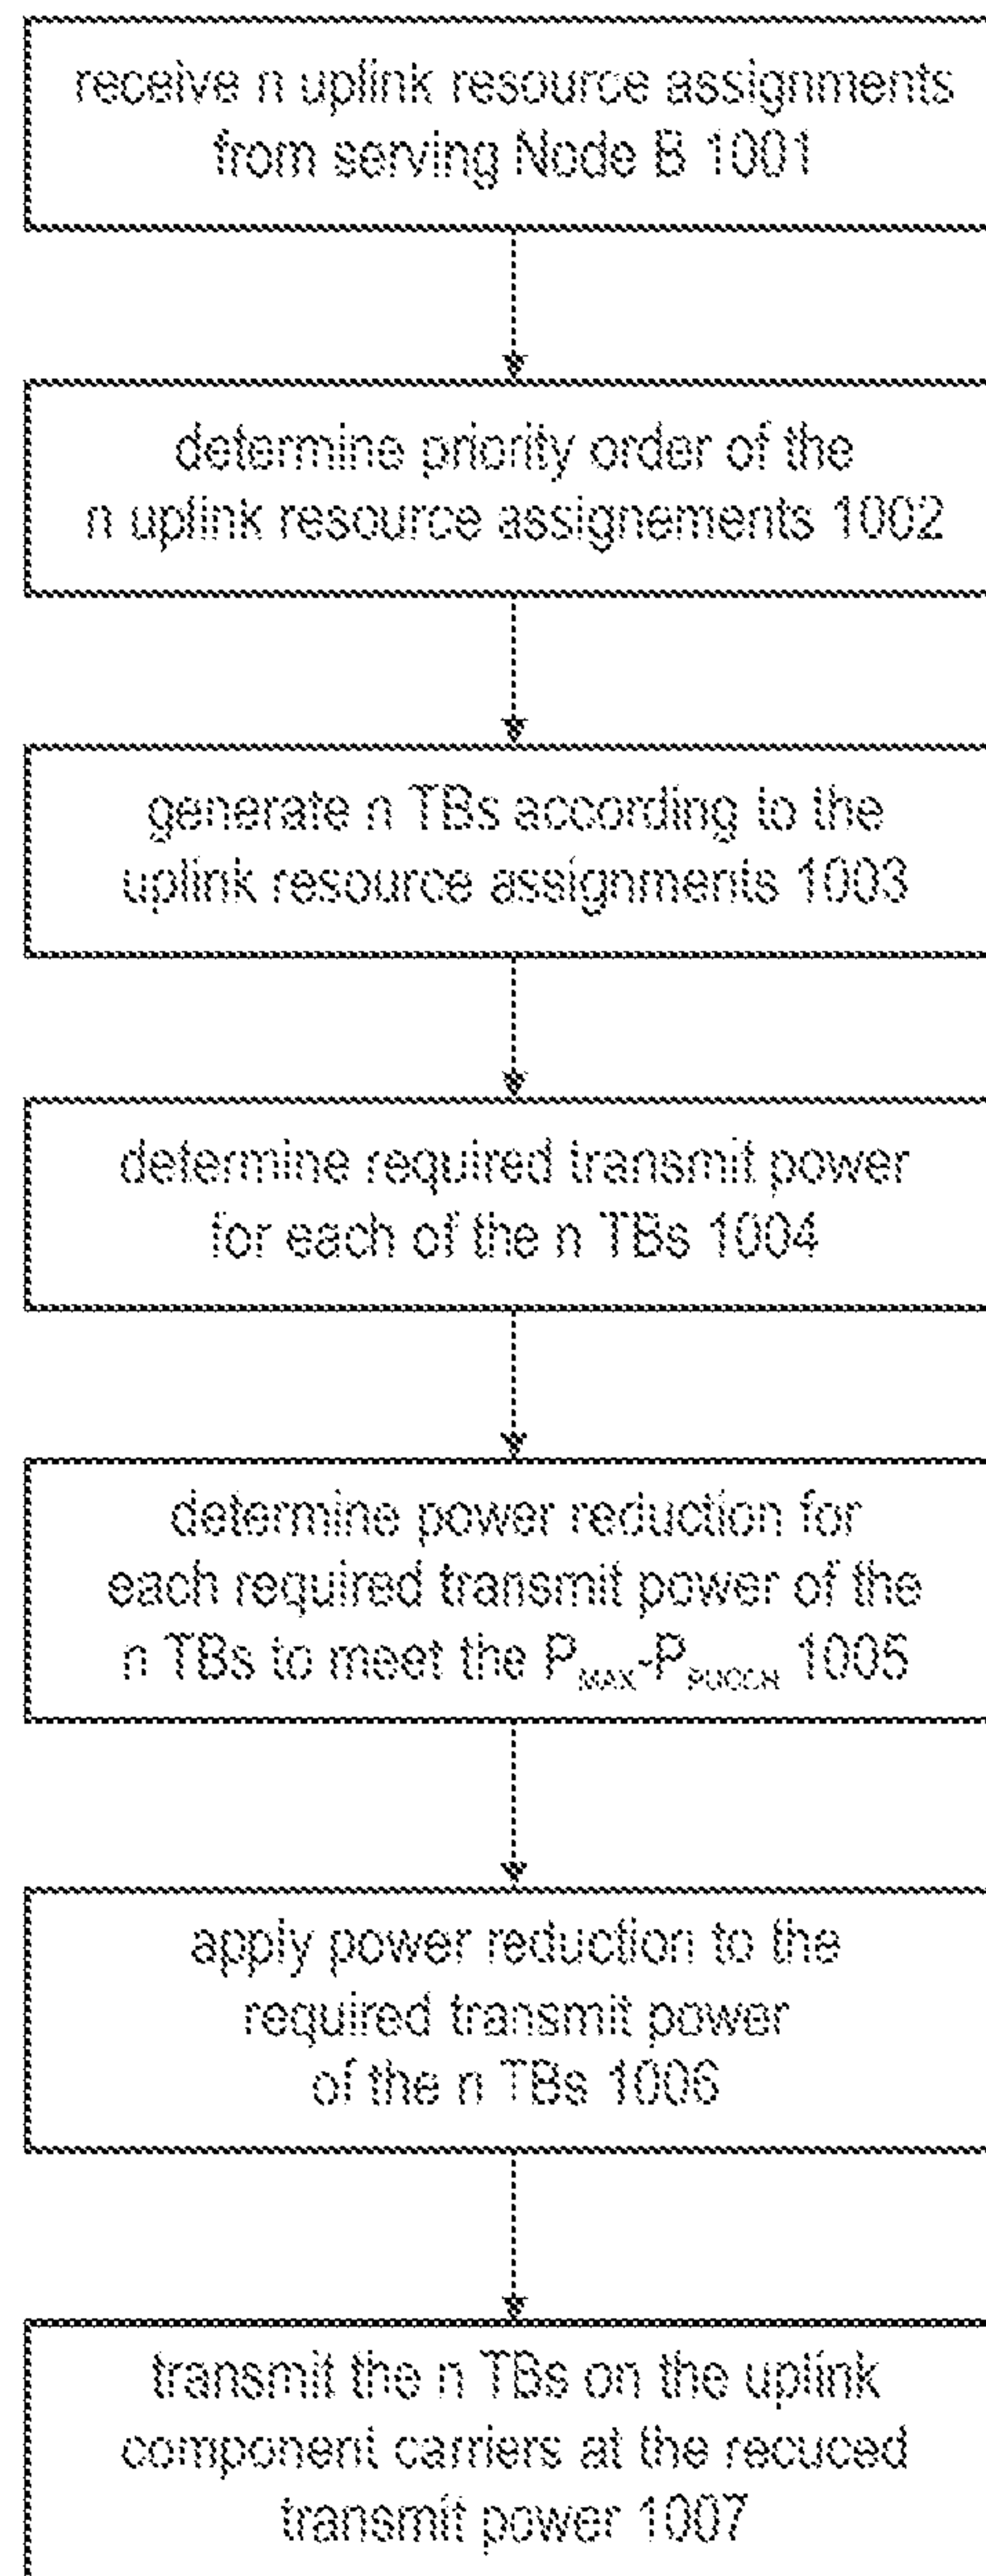 receive n uplink resource assignments
from serving Node B 1001
determine priority order of the
n uplink resource assignements 1002
generate n TBs according to the
uplink resource assignments 1003
determine required transmit power
for each of the n TBs 1004
determine power reduction for
each required transmit power of the
n TBs to meet the PMAX-PPUCCH 1005
apply power reduction to the
required transmit power
of the n TBs 1006
transmit the n TBs on the uplink
component carriers at the recuced
transmit power 1007